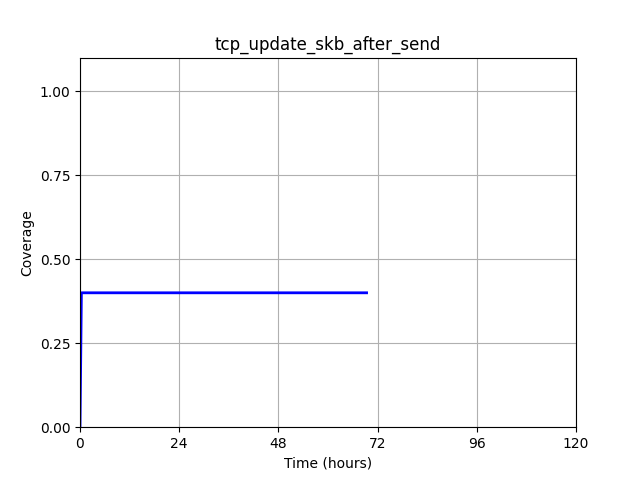 tcp_update_skb_after_send
1.00
0.75
0.50
0.25
0.00
Coverage
0 24 48 72 96 120
Time (hours)